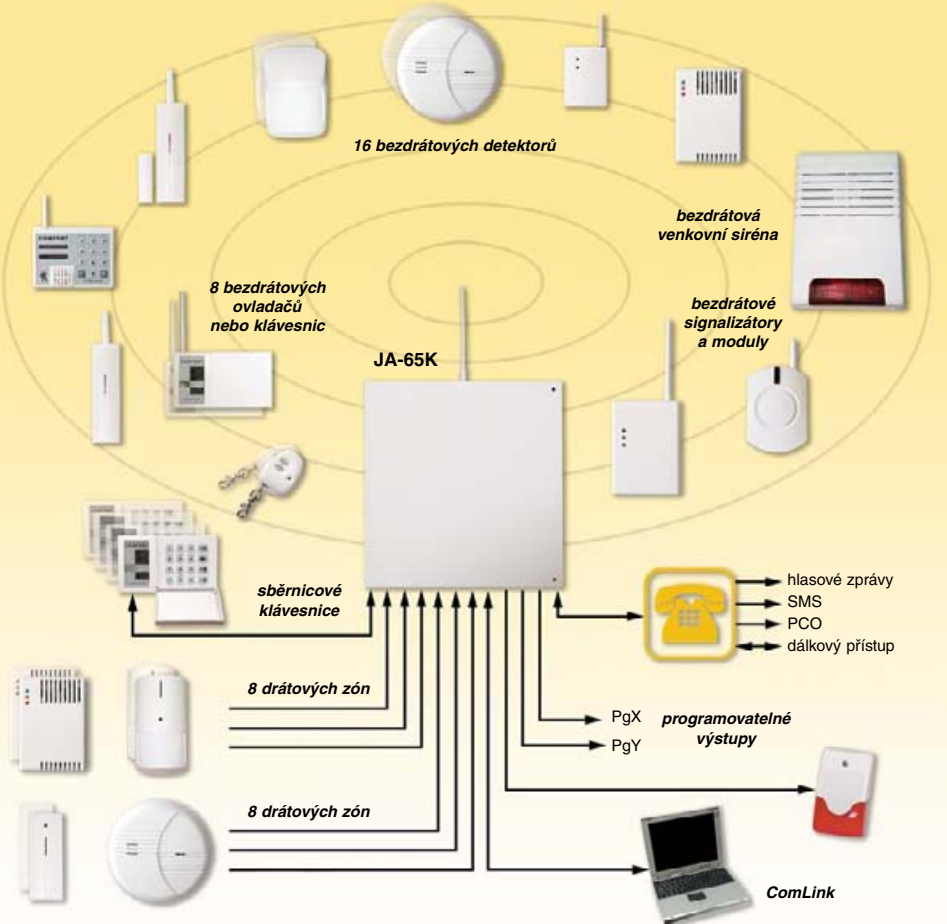 16 bezdrátových detektorů
bezdrátová
venkovní siréna
8 bezdrátových
ovladačů
nebo klávesnic
bezdrátové
signalizátory
a moduly
JA-65K
sběrnicové
klávesnice
hlasové zprávy
SMS
PCO
dálkový přístup
8 drátových zón
PgX
programovatelné
výstupy
PgY
8 drátových zón
ComLink